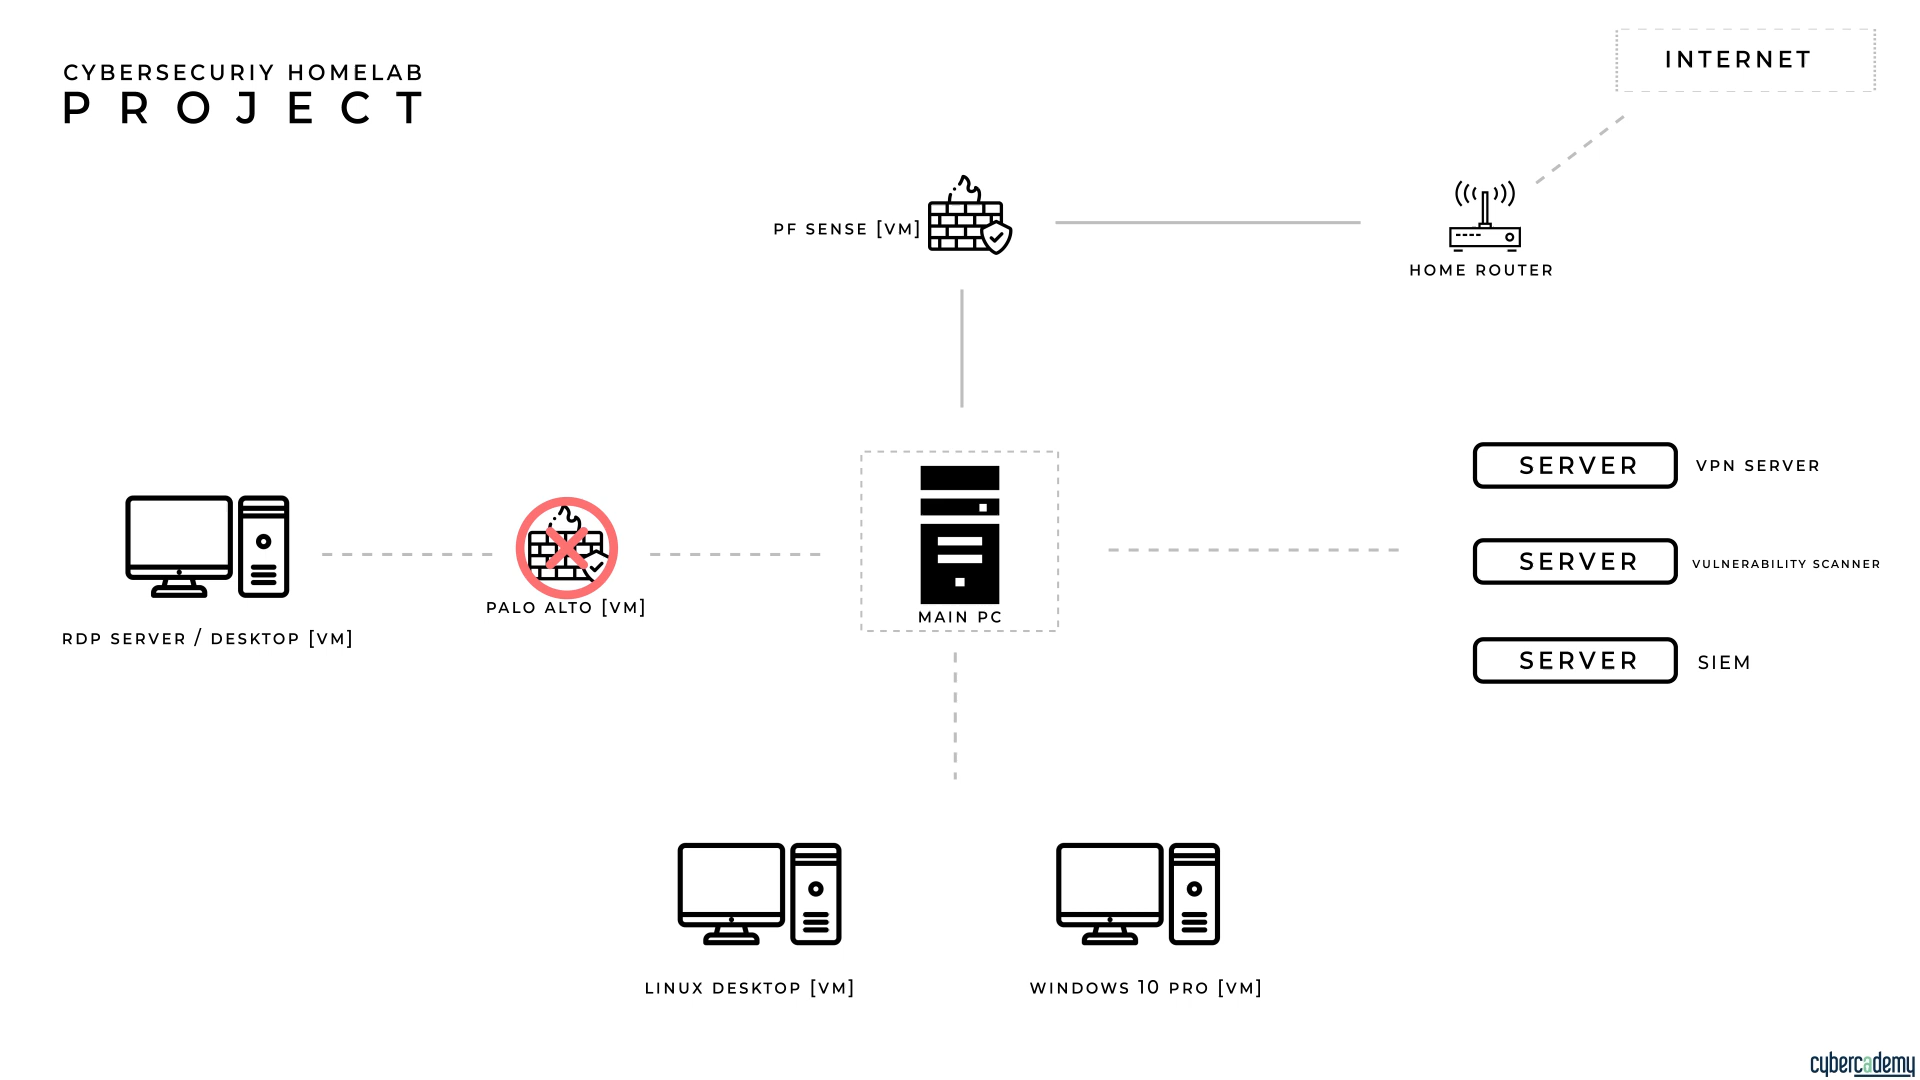 CYBERSECURIY HOMELAB
PROJECT
INTERNET
PF SENSE [VM]
HOME ROUTER
SERVER VPN SERVER
SERVER VULNERABILITY SCANNER
SERVER SIEM
MAIN PC
PALO ALTO [VM]
RDP SERVER / DESKTOP [VM]
LINUX DESKTOP [VM]
WINDOWS 10 PRO [VM]
cybercademy